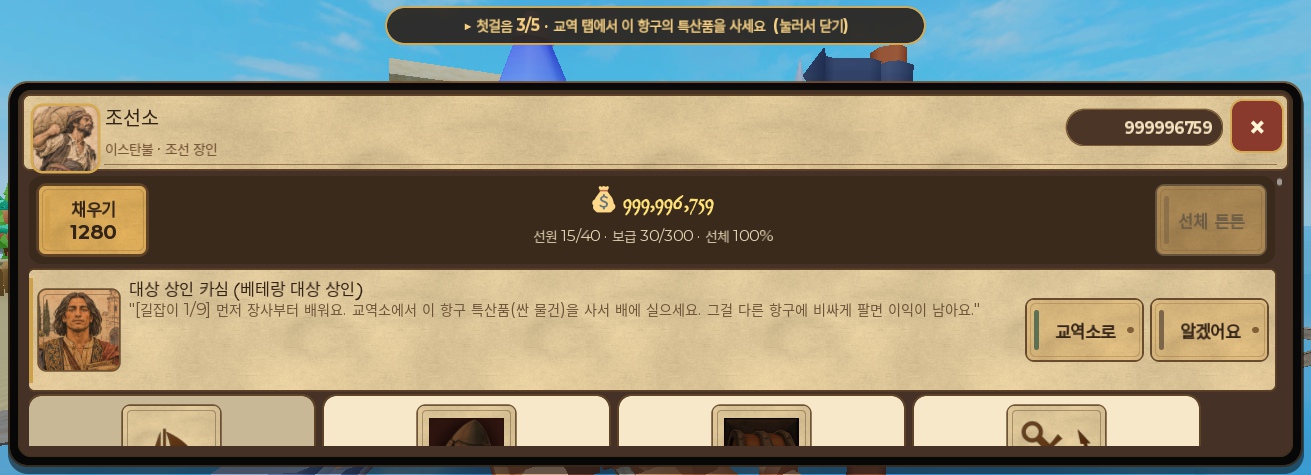 ▸ 첫걸음 3/5 · 교역 탭에서 이 항구의 특산품을 사세요 (눌러서 닫기)
조선소
999996759
×
이스탄불 · 조선 장인
채우기
1280
999,996,759
선원 15/40 · 보급 30/300 · 선체 100%
선체 튼튼
대상 상인 카심 (베테랑 대상 상인)
"[길잡이 1/9] 먼저 장사부터 배워요. 교역소에서 이 항구 특산품(싼 물건)을 사서 배에 실으세요. 그걸 다른 항구에 비싸게 팔면 이익이 남아요."
교역소로
알겠어요